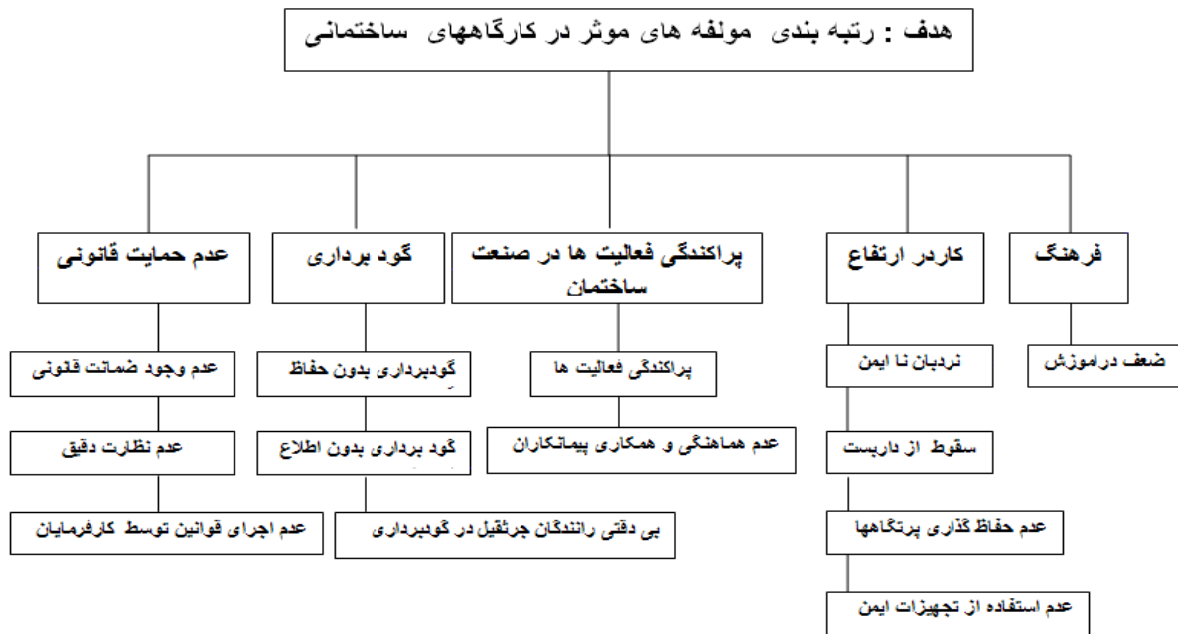 هدف : رتبه بندی مولفه های موثر در کارگاههای ساختمانی
فرهنگ
کاردر ارتفاع
پراکندگی فعالیت ها در صنعت
ساختمان
گود برداری
عدم حمایت قانونی
ضعف دراموزش
نردبان نا ایمن
سقوط از داربست
عدم حفاظ گذاری پرتگاهها
عدم استفاده از تجهیزات ایمن
پراکندگی فعالیت ها
عدم هماهنگی و همکاری پیمانکاران
گودبرداری بدون حفاظ
گود برداری بدون اطلاع
بی دقتی رانندگان جرثقیل در گودبرداری
عدم وجود ضمانت قانونی
عدم نظارت دقیق
عدم اجرای قوانین توسط کارفرمایان